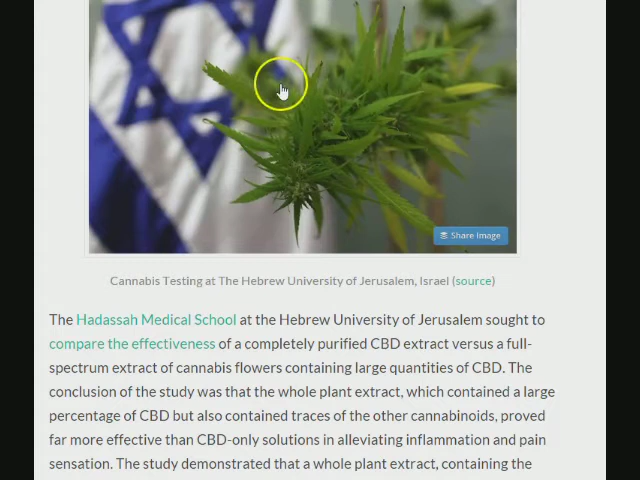 Share Image
Cannabis Testing at The Hebrew University of Jerusalem, Israel (source)
The Hadassah Medical School at the Hebrew University of Jerusalem sought to
compare the effectiveness of a completely purified CBD extract versus a full-
spectrum extract of cannabis flowers containing large quantities of CBD. The
conclusion of the study was that the whole plant extract, which contained a large
percentage of CBD but also contained traces of the other cannabinoids, proved
far more effective than CBD-only solutions in alleviating inflammation and pain
sensation. The study demonstrated that a whole plant extract, containing the